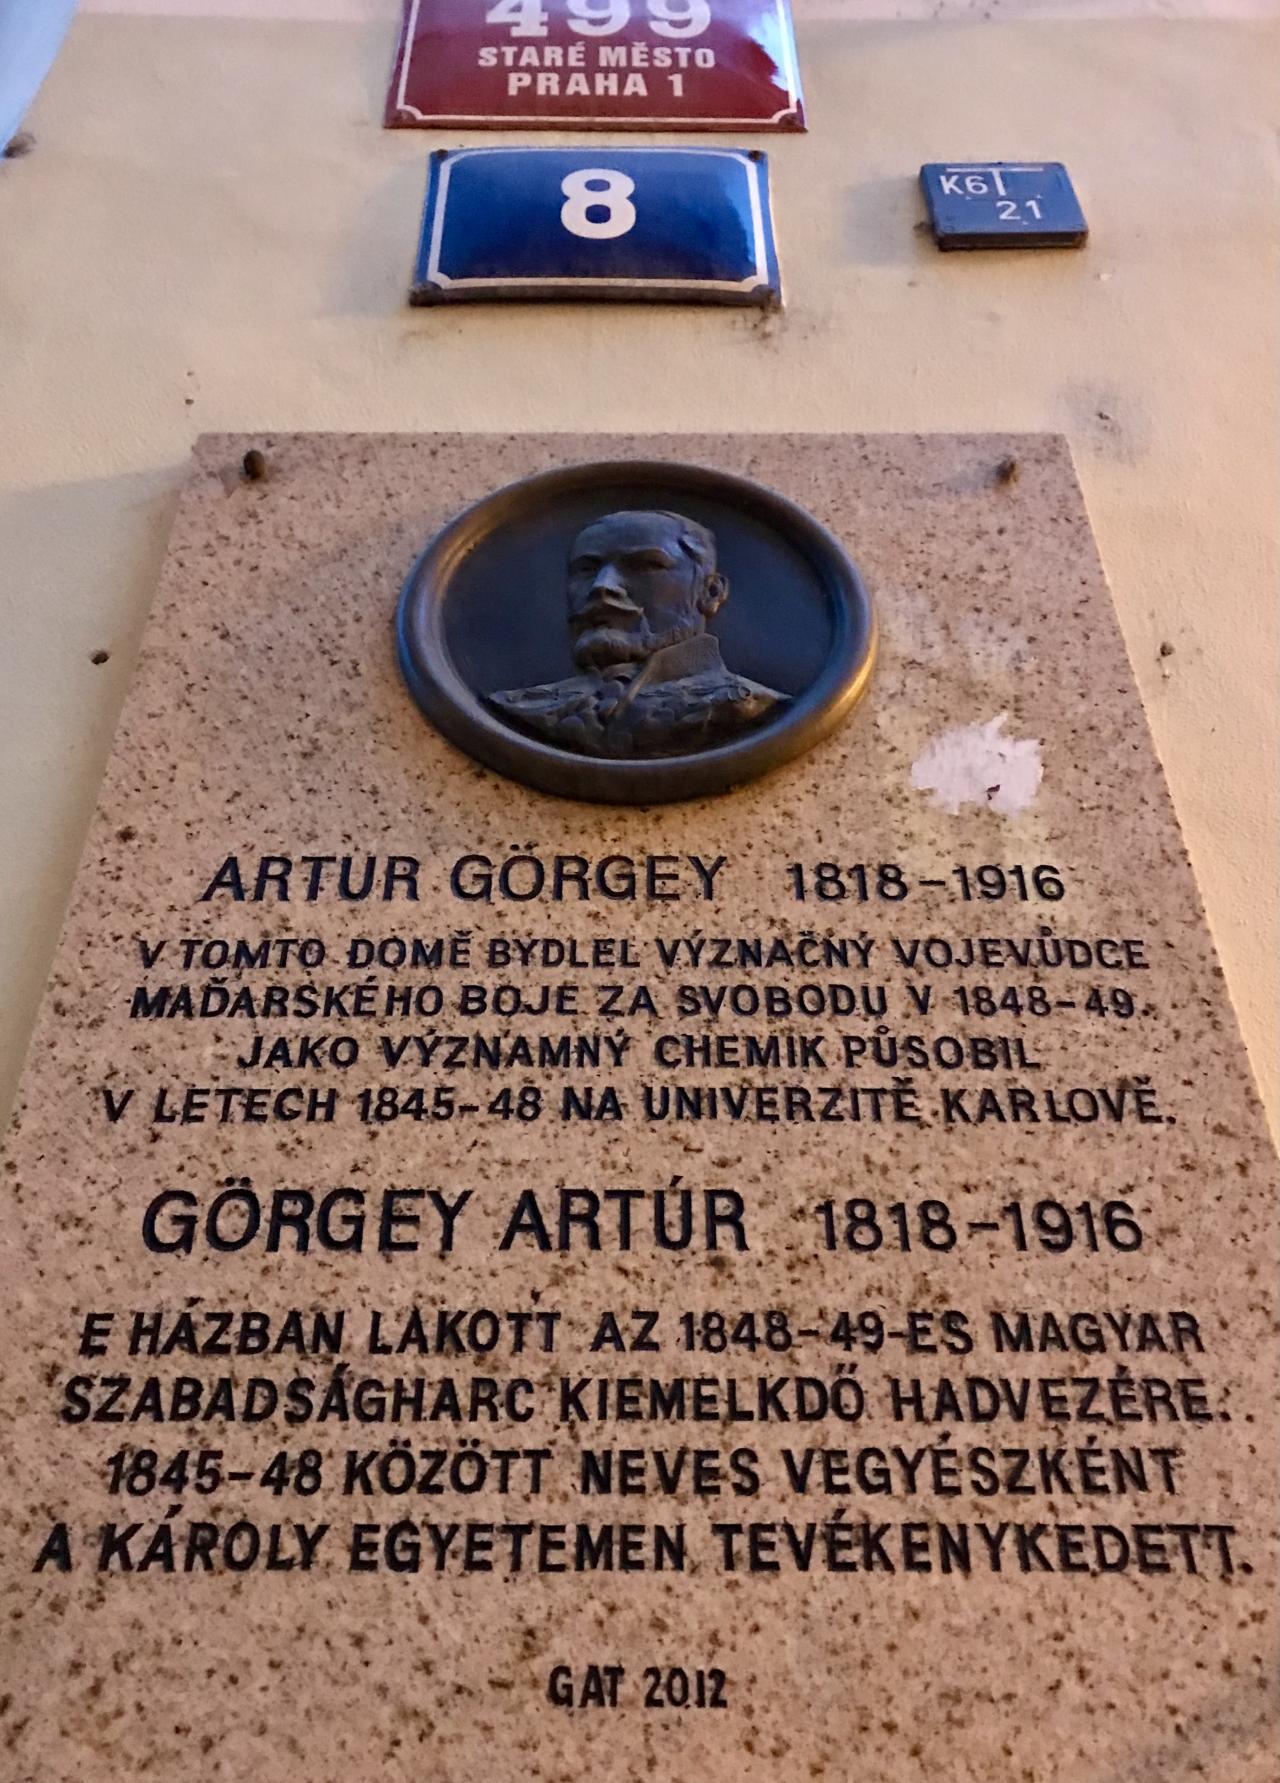 499
STARÉ MĚSTO
PRAHA 1
8
K6
21
ARTUR GÖRGEY 1818-1916
V TOMTO DOMĚ BYDLEL VÝZNAČNÝ VOJEVŮDCE
MAĎARSKÉHO BOJE ZA SVOBODU V 1848-49.
JAKO VÝZNAMNÝ CHEMIK PŮSOBIL
V LETECH 1845-48 NA UNIVERZITĚ KARLOVĚ.
GÖRGEY ARTÚR 1818-1916
E HÁZBAN LAKOTT AZ 1848-49-ES MAGYAR
SZABADSÁGHARC KIEMELKDŐ HADVEZÉRE.
1845-48 KÖZÖTT NEVES VEGYÉSZKÉNT
A KÁROLY EGYETEMEN TEVÉKENYKEDETT.
GAT 2012